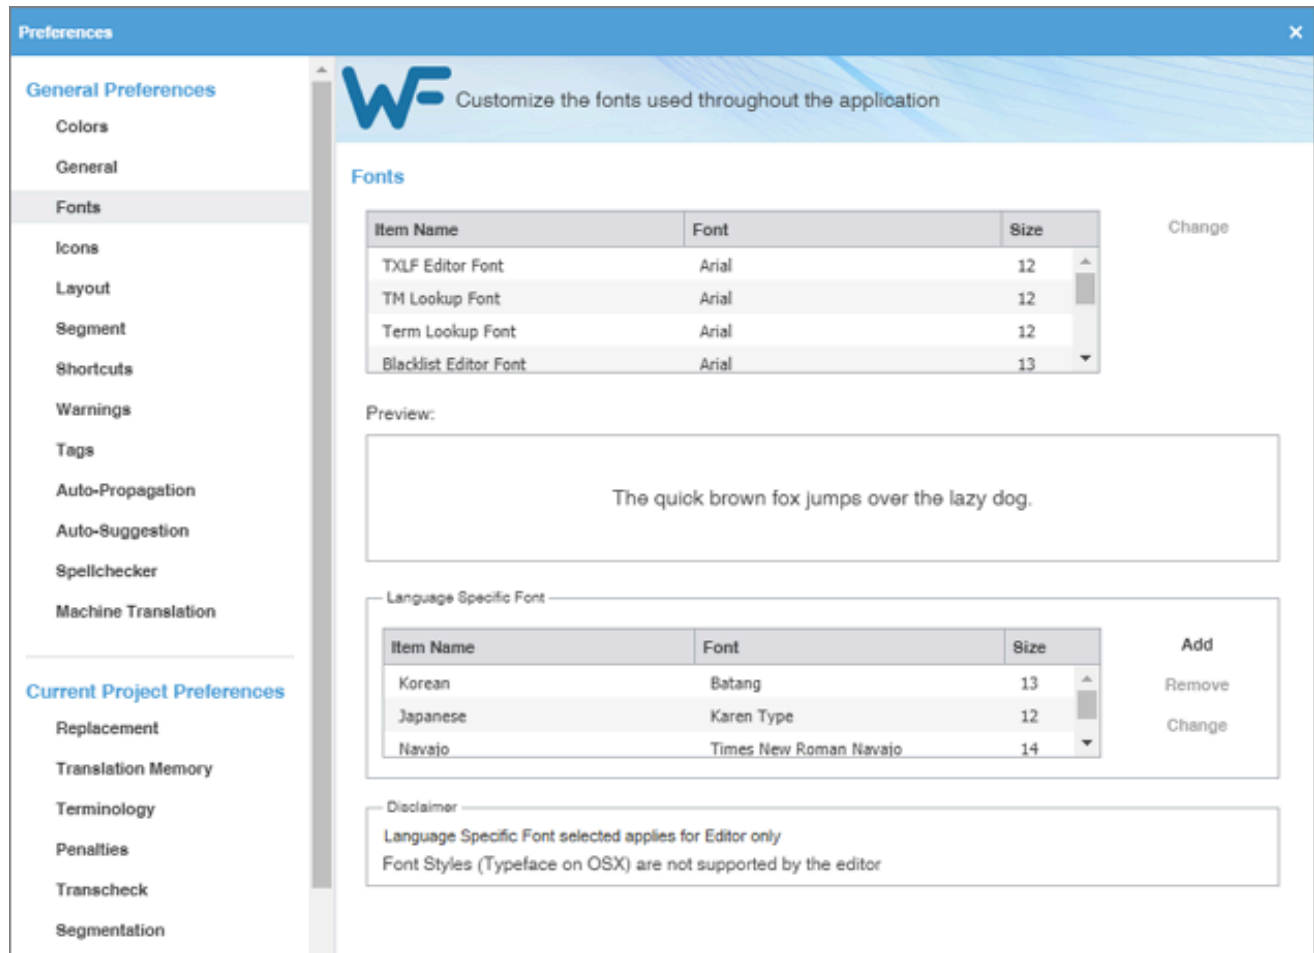 Preferences
×
General Preferences
Colors
General
Fonts
Icons
Layout
Segment
Shortcuts
Warnings
Tags
Auto-Propagation
Auto-Suggestion
Spellchecker
Machine Translation
Current Project Preferences
Replacement
Translation Memory
Terminology
Penalties
Transcheck
Segmentation
WF Customize the fonts used throughout the application
Fonts
Item Name Font Size
TXLF Editor Font Arial 12
TM Lookup Font Arial 12
Term Lookup Font Arial 12
Blacklist Editor Font Arial 13
Change
Preview:
The quick brown fox jumps over the lazy dog.
Language Specific Font
Item Name Font Size
Korean Batang 13
Japanese Karen Type 12
Navajo Times New Roman Navajo 14
Add
Remove
Change
Disclaimer
Language Specific Font selected applies for Editor only
Font Styles (Typeface on OSX) are not supported by the editor